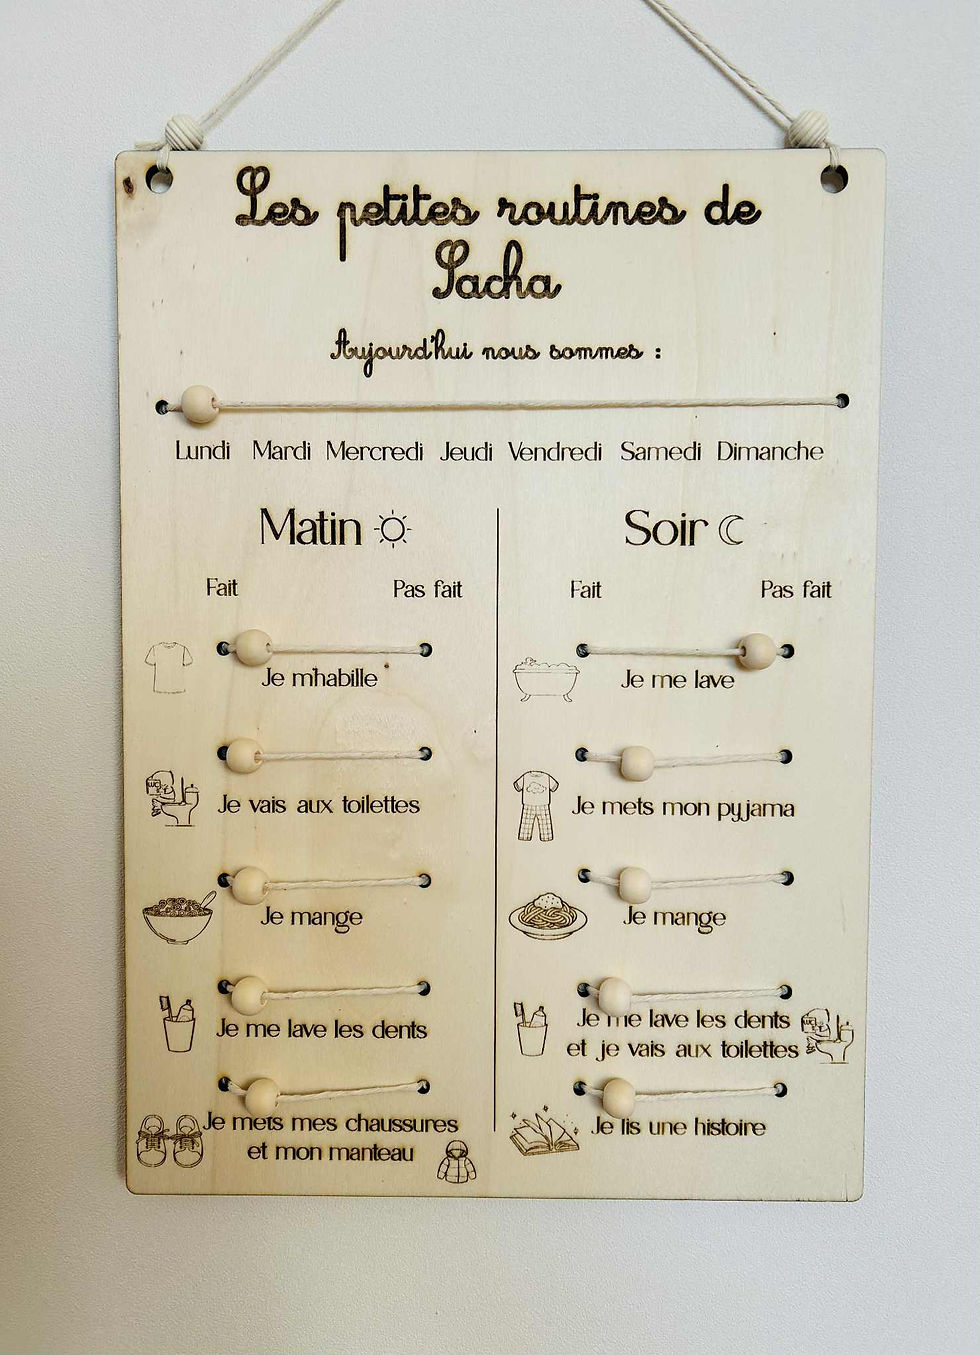 Les petites routines de
Sacha
Aujourd'hui nous sommes :
Lundi Mardi Mercredi Jeudi Vendredi Samedi Dimanche
Matin
Fait Pas fait
Je m'habille
Je vais aux toilettes
Je mange
Je me lave les dents
Je mets mes chaussures
et mon manteau
Soir
Fait Pas fait
Je me lave
Je mets mon pyjama
Je mange
Je me lave les dents
et je vais aux toilettes
Je lis une histoire